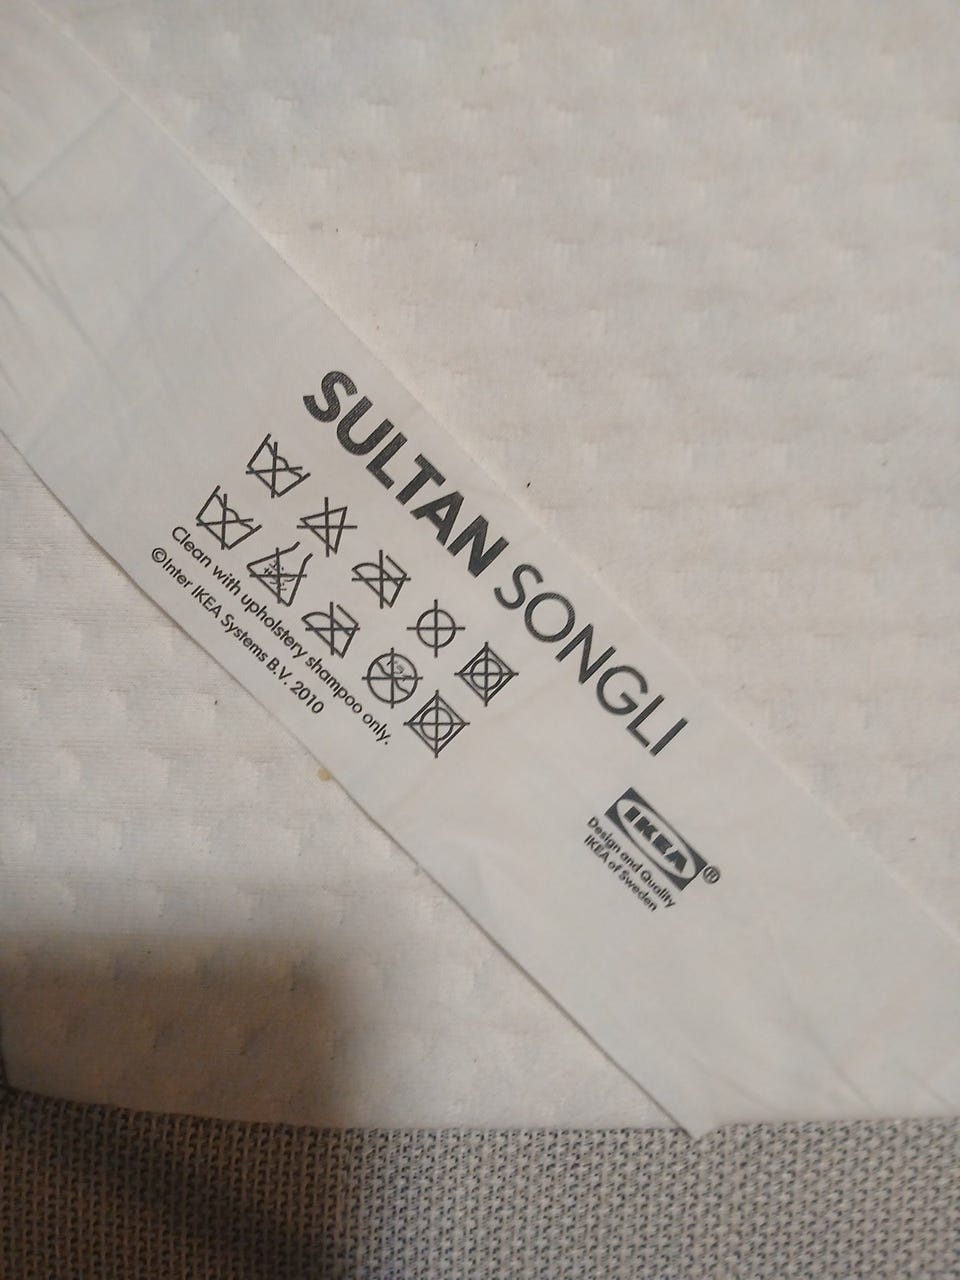 SULTAN SONGLI
Clean with upholstery shampoo only.
©Inter IKEA Systems B.V. 2010
IKEA®
Design and Quality
IKEA of Sweden